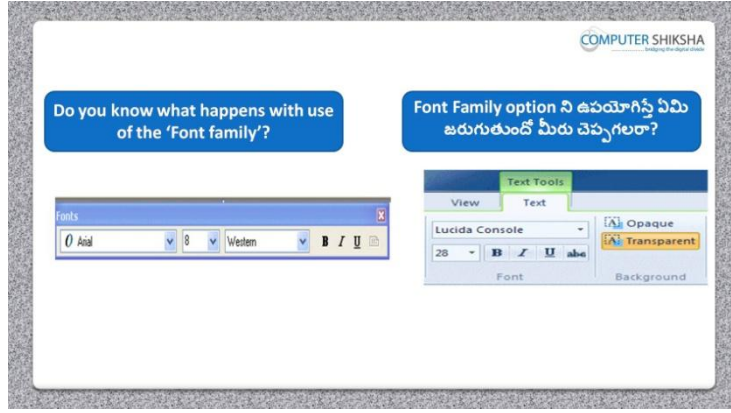 COMPUTER SHIKSHA
bridging the digital divide
Do you know what happens with use
of the ‘Font family’?
Font Family option ని ఉపయోగిస్తే ఏమి
జరుగుతుందో మీరు చెప్పగలరా?
Fonts
Arial 8 Western B I U
Text Tools
View Text
Lucida Console
Opaque
Transparent
28 B I U abc
Font Background